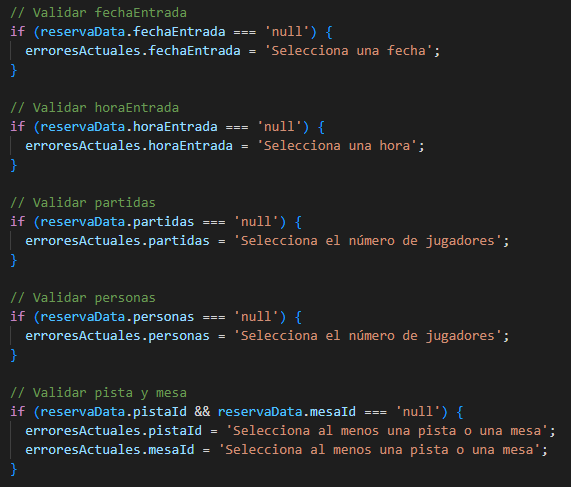 // Validar fechaEntrada
if (reservaData.fechaEntrada === 'null') {
erroresActuales.fechaEntrada = 'Selecciona una fecha';
}
// Validar horaEntrada
if (reservaData.horaEntrada === 'null') {
erroresActuales.horaEntrada = 'Selecciona una hora';
}
// Validar partidas
if (reservaData.partidas === 'null') {
erroresActuales.partidas = 'Selecciona el número de jugadores';
}
// Validar personas
if (reservaData.personas === 'null') {
erroresActuales.personas = 'Selecciona el número de jugadores';
}
// Validar pista y mesa
if (reservaData.pistaId && reservaData.mesaId === 'null') {
erroresActuales.pistaId = 'Selecciona al menos una pista o una mesa';
erroresActuales.mesaId = 'Selecciona al menos una pista o una mesa';
}